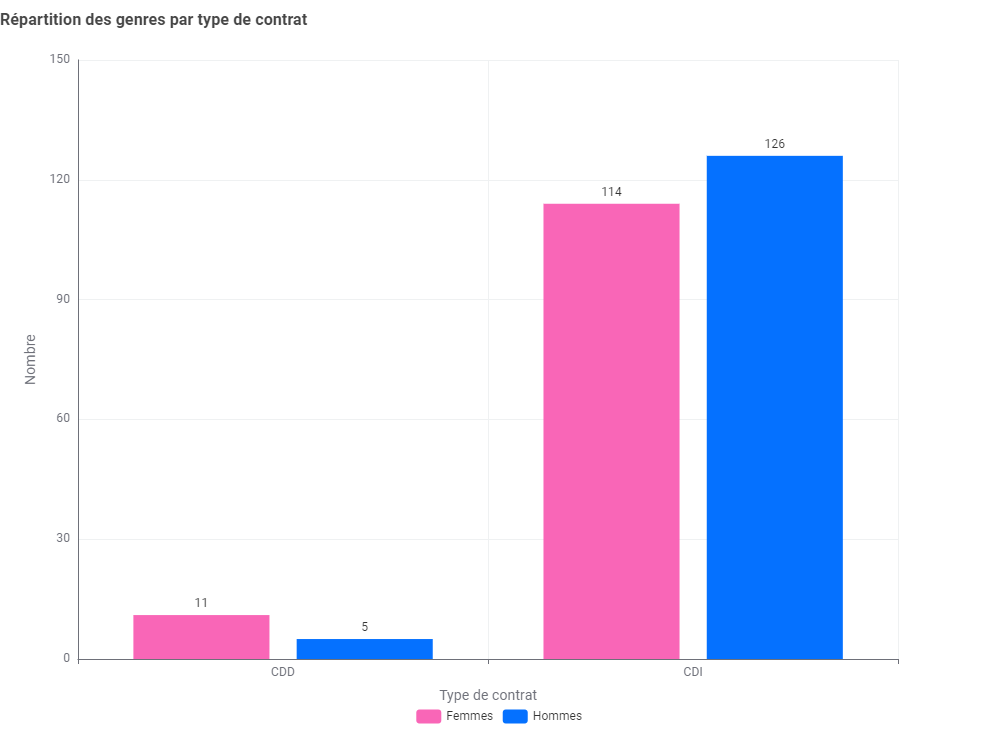 Répartition des genres par type de contrat
150
120
90
60
30
0
Nombre
11
5
114
126
CDD
CDI
Type de contrat
Femmes
Hommes